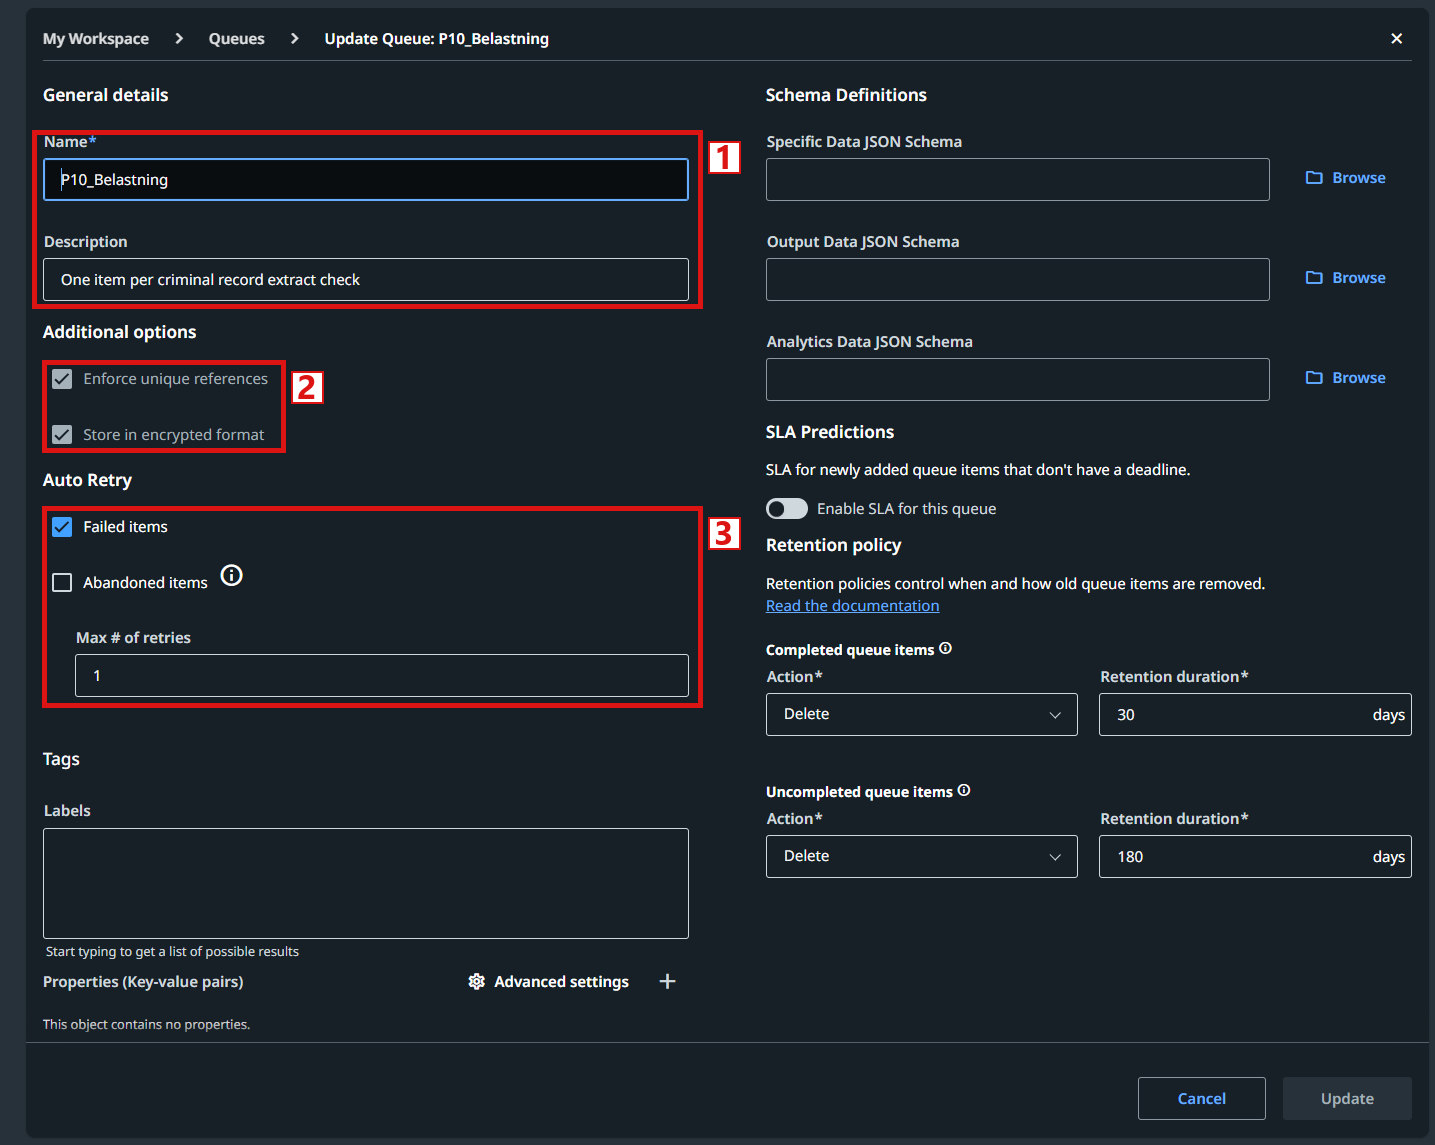 My Workspace > Queues > Update Queue: P10_Belastning
General details
Name*
1
P10_Belastning
Description
One item per criminal record extract check
Additional options
Enforce unique references
2
Store in encrypted format
Auto Retry
Failed items
3
Abandoned items
Max # of retries
1
Tags
Labels
Start typing to get a list of possible results
Properties (Key-value pairs)
Advanced settings
This object contains no properties.
Schema Definitions
Specific Data JSON Schema
Browse
Output Data JSON Schema
Browse
Analytics Data JSON Schema
Browse
SLA Predictions
SLA for newly added queue items that don't have a deadline.
Enable SLA for this queue
Retention policy
Retention policies control when and how old queue items are removed.
Read the documentation
Completed queue items
Action* Retention duration*
Delete 30 days
Uncompleted queue items
Action* Retention duration*
Delete 180 days
Cancel Update